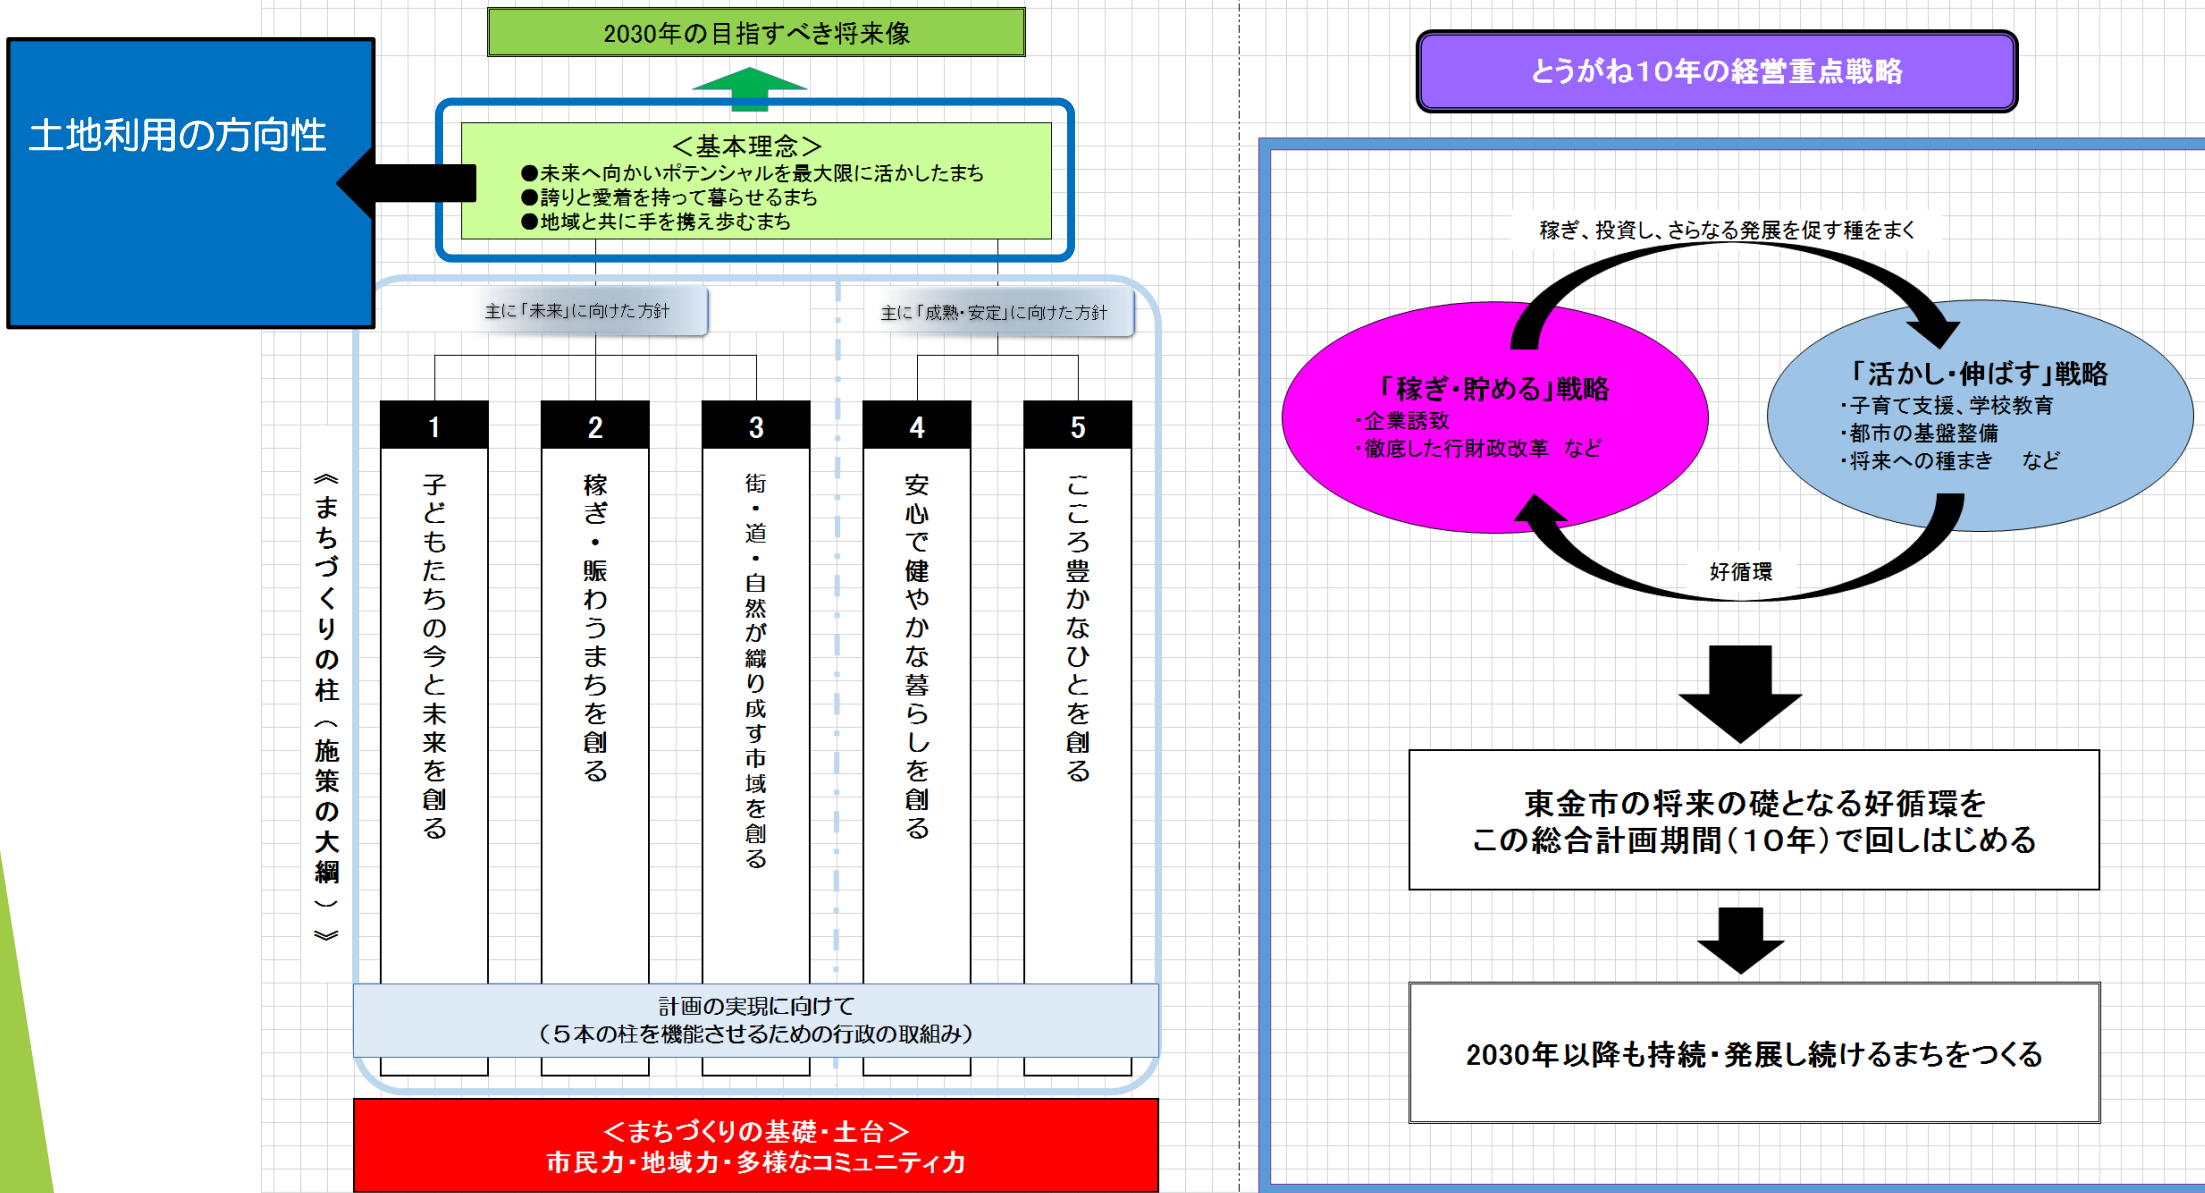 土地利用の方向性
2030年の目指すべき将来像
＜基本理念＞
●未来へ向かいポテンシャルを最大限に活かしたまち
●誇りと愛着を持って暮らせるまち
●地域と共に手を携え歩むまち
主に「未来」に向けた方針
主に「成熟・安定」に向けた方針
《まちづくりの柱（施策の大綱）》
1
子どもたちの今と未来を創る
2
稼ぎ・賑わうまちを創る
3
街・道・自然が織り成す市域を創る
4
安心で健やかな暮らしを創る
5
こころ豊かなひとを創る
計画の実現に向けて
（５本の柱を機能させるための行政の取組み）
＜まちづくりの基礎・土台＞
市民力・地域力・多様なコミュニティ力
とうがね１０年の経営重点戦略
稼ぎ、投資し、さらなる発展を促す種をまく
「稼ぎ・貯める」戦略
・企業誘致
・徹底した行財政改革　など
「活かし・伸ばす」戦略
・子育て支援、学校教育
・都市の基盤整備
・将来への種まき　など
好循環
東金市の将来の礎となる好循環を
この総合計画期間（１０年）で回しはじめる
2030年以降も持続・発展し続けるまちをつくる